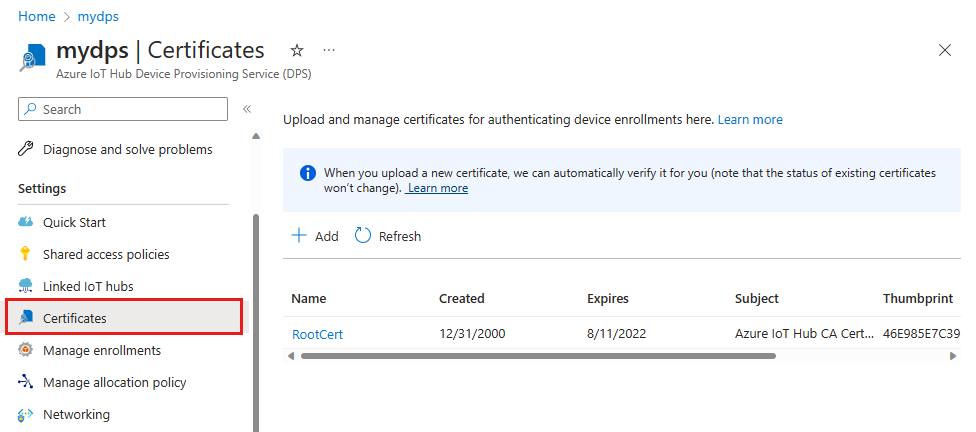 Home > mydps
mydps | Certificates
Azure IoT Hub Device Provisioning Service (DPS)
Search
Diagnose and solve problems
Settings
Quick Start
Shared access policies
Linked IoT hubs
Certificates
Manage enrollments
Manage allocation policy
Networking
Upload and manage certificates for authenticating device enrollments here. Learn more
When you upload a new certificate, we can automatically verify it for you (note that the status of existing certificates
won't change). Learn more
Add Refresh
Name Created Expires Subject Thumbprint
RootCert 12/31/2000 8/11/2022 Azure IoT Hub CA Cert... 46E985E7C39